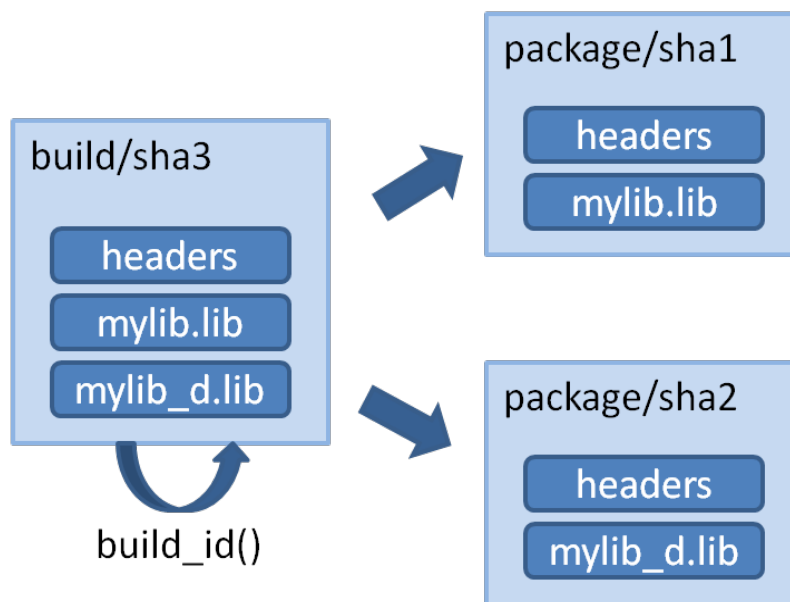 build/sha3
headers
mylib.lib
mylib_d.lib
build_id()
package/sha1
headers
mylib.lib
package/sha2
headers
mylib_d.lib